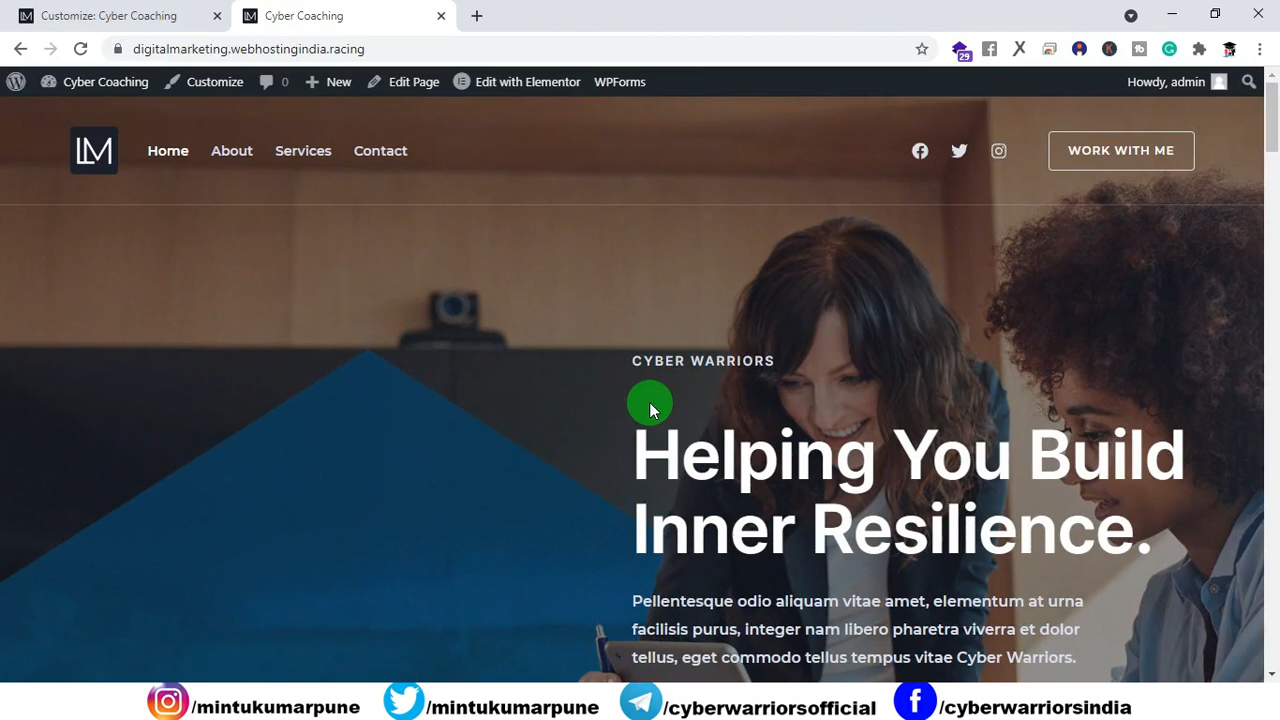 Customize: Cyber Coaching
Cyber Coaching
digitalmarketing.webhostingindia.racing
29
Cyber Coaching
Customize
0
New
Edit Page
Edit with Elementor
WPForms
Howdy, admin
LM
Home
About
Services
Contact
WORK WITH ME
CYBER WARRIORS
Helping You Build
Inner Resilience.
Pellentesque odio aliquam vitae amet, elementum at urna
facilisis purus, integer nam libero pharetra viverra et dolor
tellus, eget commodo tellus tempus vitae Cyber Warriors.
/mintukumarpune
/mintukumarpune
/cyberwarriorsofficial
/cyberwarriorsindia